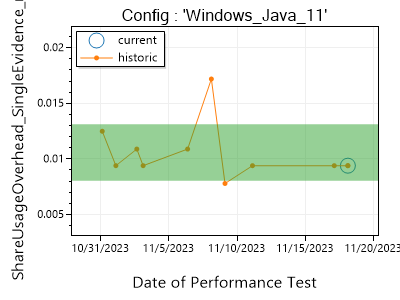 Config : 'Windows_Java_11'
current
historic
0.02
0.015
0.01
0.005
ShareUsageOverhead_SingleEvidence_
10/31/2023
11/5/2023
11/10/2023
11/15/2023
11/20/2023
Date of Performance Test